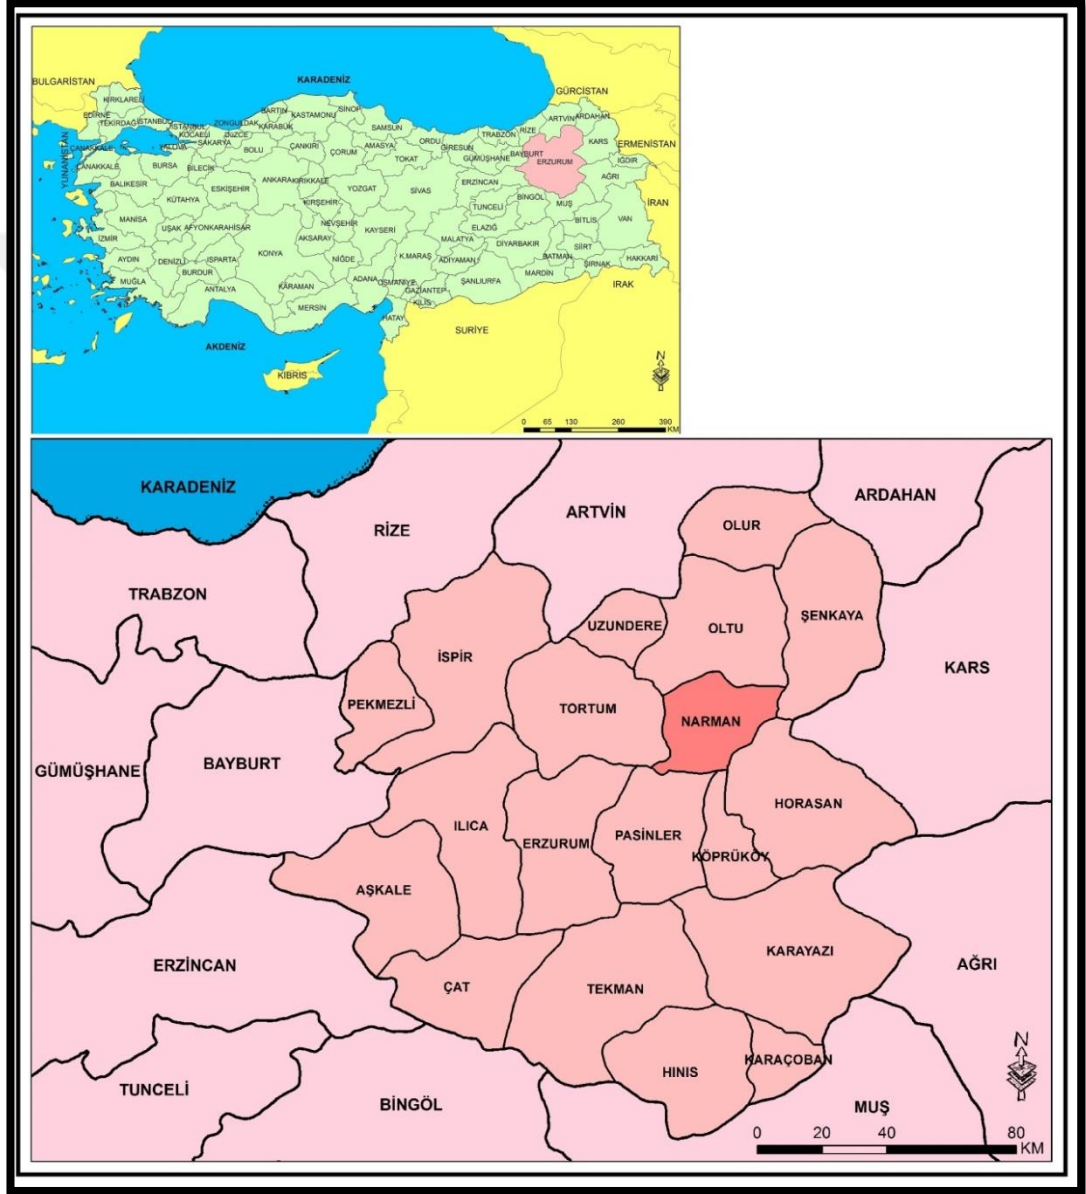 KARADENİZ
BULGARİSTAN
GÜRCİSTAN
KIRKLARELİ
EDİRNE
TEKİRDAĞ
İSTANBUL
İSTANBUL
KOCAELİ
YALOVA
SAKARYA
DÜZCE
ZONGULDAK
BARTIN
KARABÜK
KASTAMONU
SİNOP
SAMSUN
ORDU
GİRESUN
TRABZON
RİZE
ARTVİN
ARDAHAN
KARS
ERMENİSTAN
IĞDIR
YUNANİSTAN
ÇANAKKALE
ÇANAKKALE
BURSA
BİLECİK
BOLU
ÇANKIRI
ÇORUM
AMASYA
TOKAT
GÜMÜŞHANE
BAYBURT
ERZURUM
AĞRI
BALIKESİR
KÜTAHYA
ESKİŞEHİR
ANKARA
KIRIKKALE
YOZGAT
SİVAS
ERZİNCAN
TUNCELİ
BİNGÖL
MUŞ
İRAN
MANİSA
UŞAK
AFYONKARAHİSAR
KIRŞEHİR
NEVŞEHİR
KAYSERİ
ELAZIĞ
BİTLİS
VAN
İZMİR
AKSARAY
KONYA
MALATYA
DİYARBAKIR
SİİRT
BATMAN
AYDIN
DENİZLİ
ISPARTA
BURDUR
NİĞDE
K.MARAŞ
ADIYAMAN
MARDİN
ŞIRNAK
HAKKARİ
MUĞLA
ANTALYA
KARAMAN
ADANA
OSMANİYE
GAZİANTEP
ŞANLIURFA
KİLİS
MERSİN
HATAY
IRAK
SURİYE
AKDENİZ
KIBRIS
N
0 65 130 260 390
KM
KARADENİZ
ARDAHAN
ARTVİN
RİZE
OLUR
TRABZON
ŞENKAYA
UZUNDERE
OLTU
İSPİR
KARS
PEKMEZLİ
TORTUM
NARMAN
GÜMÜŞHANE
BAYBURT
HORASAN
ILICA
ERZURUM
PASİNLER
KÖPRÜKÖY
AŞKALE
KARAYAZI
ERZİNCAN
AĞRI
ÇAT
TEKMAN
KARAÇOBAN
HINIS
TUNCELİ
BİNGÖL
MUŞ
N
0 20 40 80
KM